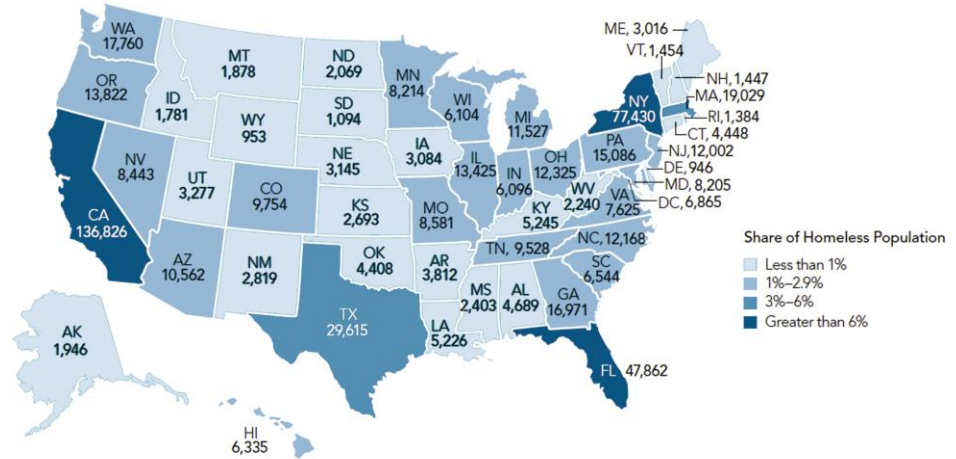 WA
17,760
OR
13,822
CA
136,826
NV
8,443
ID
1,781
MT
1,878
WY
953
UT
3,277
AZ
10,562
CO
9,754
NM
2,819
ND
2,069
SD
1,094
NE
3,145
KS
2,693
OK
4,408
TX
29,615
MN
8,214
IA
3,084
MO
8,581
AR
3,812
LA
5,226
WI
6,104
IL
13,425
MI
11,527
IN
6,096
OH
12,325
KY
5,245
TN, 9,528
MS
2,403
AL
4,689
GA
16,971
FL 47,862
SC
6,544
NC, 12,168
VA
7,625
WV
2,240
PA
15,086
NY
77,430
ME, 3,016
VT, 1,454
NH, 1,447
MA, 19,029
RI, 1,384
CT, 4,448
NJ, 12,002
DE, 946
MD, 8,205
DC, 6,865
AK
1,946
HI
6,335
Share of Homeless Population
Less than 1%
1%–2.9%
3%–6%
Greater than 6%